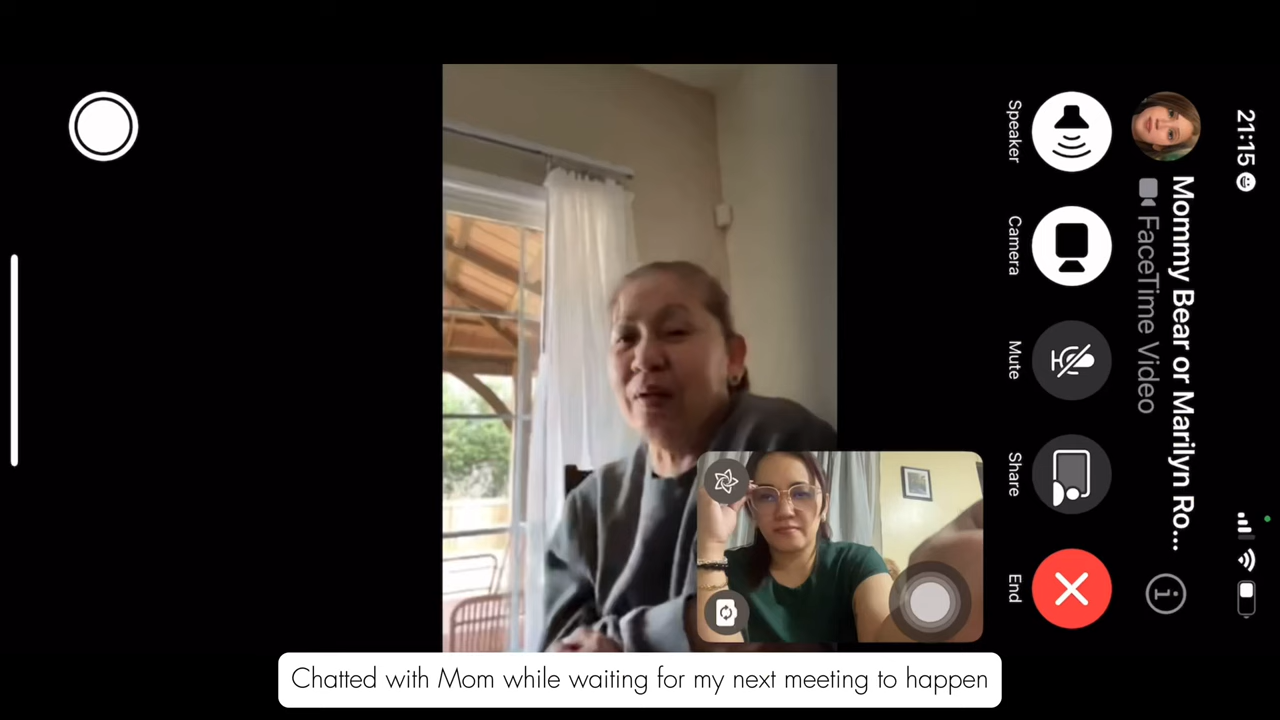 21:15
Mommy Bear or Marilyn Ro...
FaceTime Video
Speaker
Camera
Mute
Share
End
Chatted with Mom while waiting for my next meeting to happen